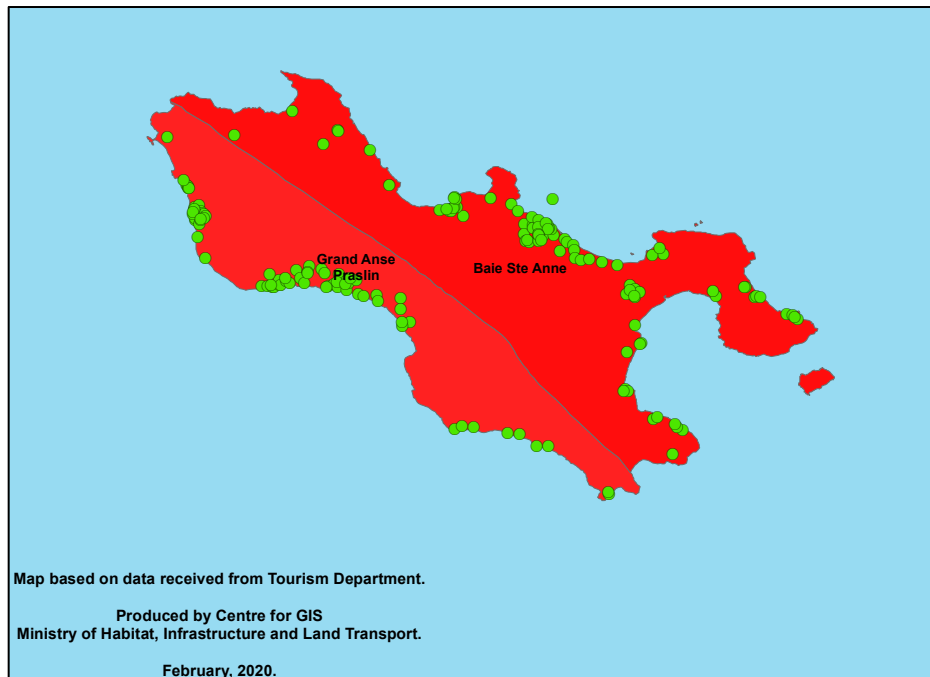 Grand Anse
Praslin
Baie Ste Anne
Map based on data received from Tourism Department.
Produced by Centre for GIS
Ministry of Habitat, Infrastructure and Land Transport.
February, 2020.